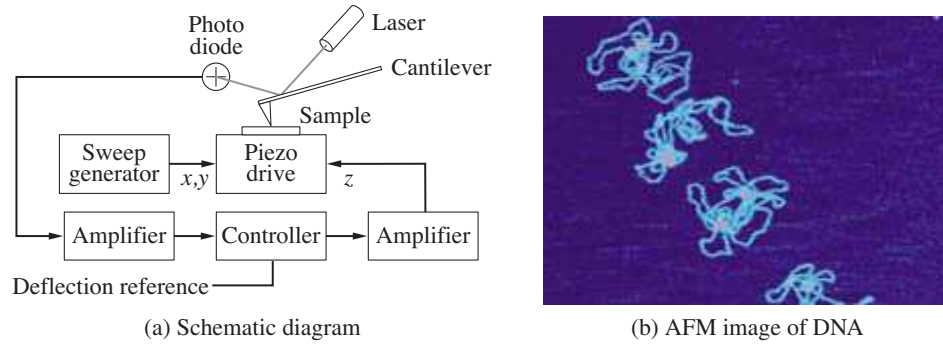 Photo
diode
Laser
Cantilever
Sample
Sweep
generator
x,y
Piezo
drive
z
Amplifier
Controller
Amplifier
Deflection reference
(a) Schematic diagram
(b) AFM image of DNA